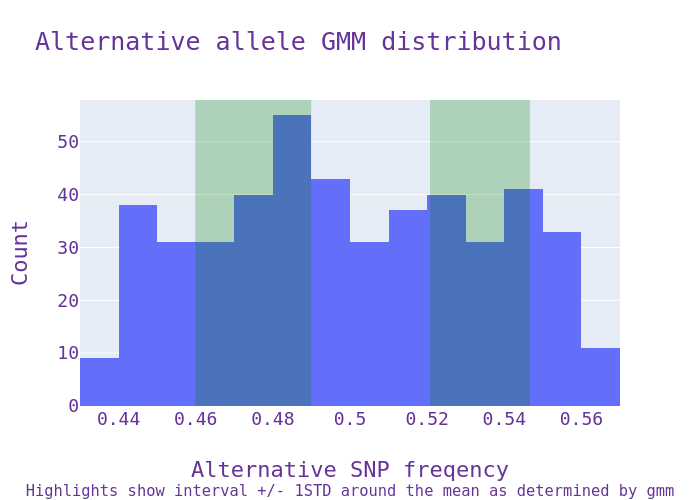 Alternative allele GMM distribution
Count
50
40
30
20
10
0
0.44 0.46 0.48 0.5 0.52 0.54 0.56
Alternative SNP freqency
Highlights show interval +/- 1STD around the mean as determined by gmm